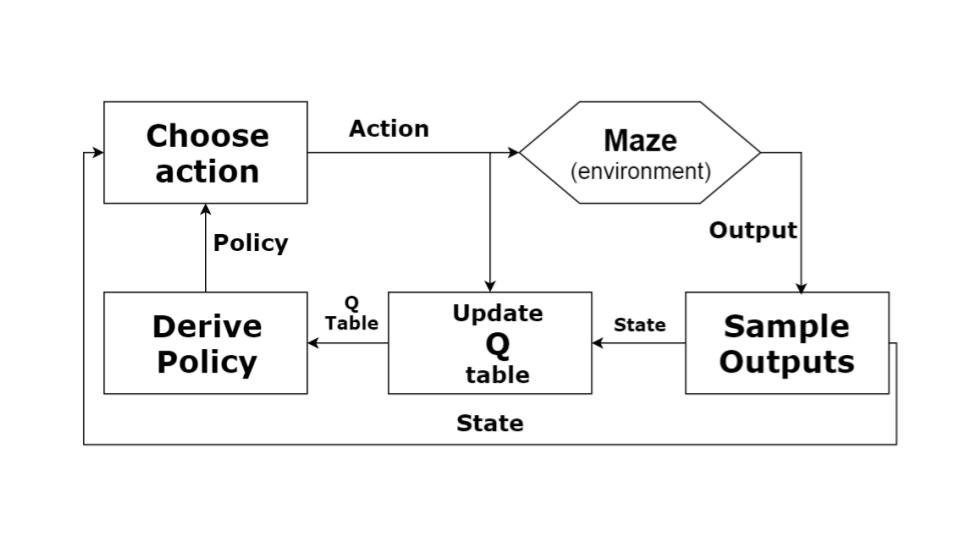 Choose
action
Action
Maze
(environment)
Policy
Output
Derive
Policy
Q
Table
Update
Q
table
State
Sample
Outputs
State